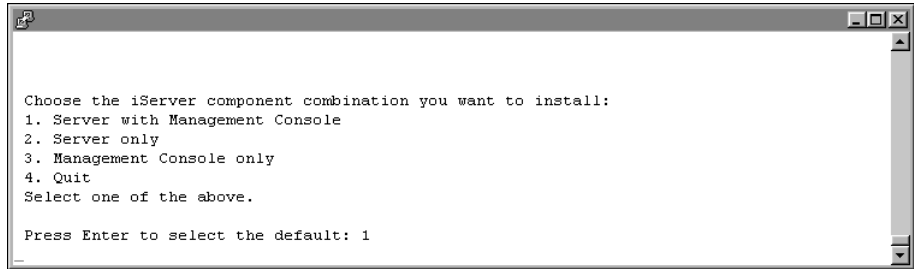 Choose the iServer component combination you want to install:
1. Server with Management Console
2. Server only
3. Management Console only
4. Quit
Select one of the above.
Press Enter to select the default: 1
_